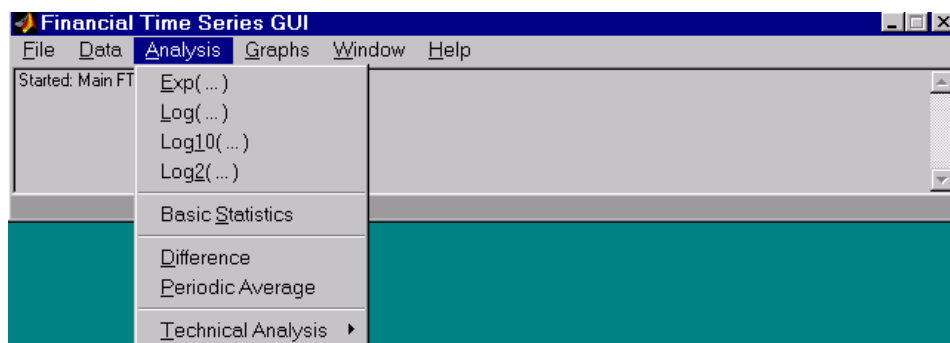 Financial Time Series GUI
File Data Analysis Graphs Window Help
Started: Main FT
Exp(...)
Log(...)
Log10(...)
Log2(...)
Basic Statistics
Difference
Periodic Average
Technical Analysis